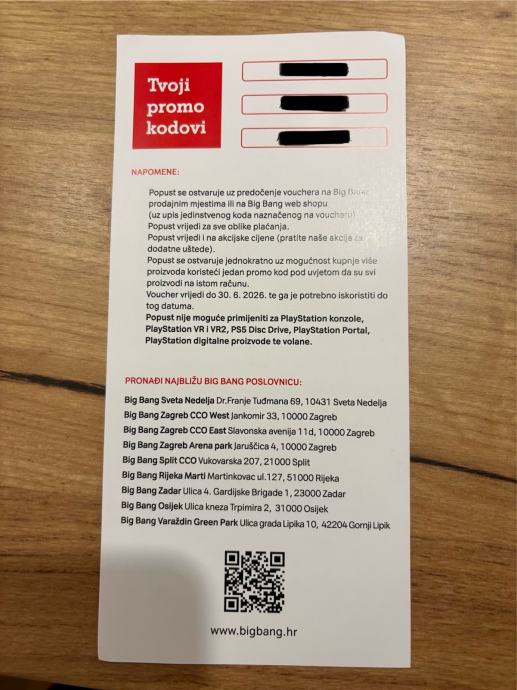 Tvoji
promo
kodovi
NAPOMENE:
Popust se ostvaruje uz predočenje vouchera na Big Bang
prodajnim mjestima ili na Big Bang web shopu
(uz upis jedinstvenog koda naznačenog na voucheru)
Popust vrijedi za sve oblike plaćanja.
Popust vrijedi i na akcijske cijene (pratite naše akcije za
dodatne uštede).
Popust se ostvaruje jednokratno uz mogućnost kupnje više
proizvoda koristeći jedan promo kod pod uvjetom da su svi
proizvodi na istom računu.
Voucher vrijedi do 30. 6. 2026. te ga je potrebno iskoristiti do
tog datuma.
Popust nije moguće primijeniti za PlayStation konzole,
PlayStation VR i VR2, PS5 Disc Drive, PlayStation Portal,
PlayStation digitalne proizvode te volane.
PRONAĐI NAJBLIŽU BIG BANG POSLOVNICU:
Big Bang Sveta Nedelja Dr.Franje Tuđmana 69, 10431 Sveta Nedelja
Big Bang Zagreb CCO West Jankomir 33, 10000 Zagreb
Big Bang Zagreb CCO East Slavonska avenija 11d, 10000 Zagreb
Big Bang Zagreb Arena park Jaruščica 4, 10000 Zagreb
Big Bang Split CCO Vukovarska 207, 21000 Split
Big Bang Rijeka Marti Martinkovac ul.127, 51000 Rijeka
Big Bang Zadar Ulica 4. Gardijske Brigade 1, 23000 Zadar
Big Bang Osijek Ulica kneza Trpimira 2, 31000 Osijek
Big Bang Varaždin Green Park Ulica grada Lipika 10, 42204 Gornji Lipik
www.bigbang.hr